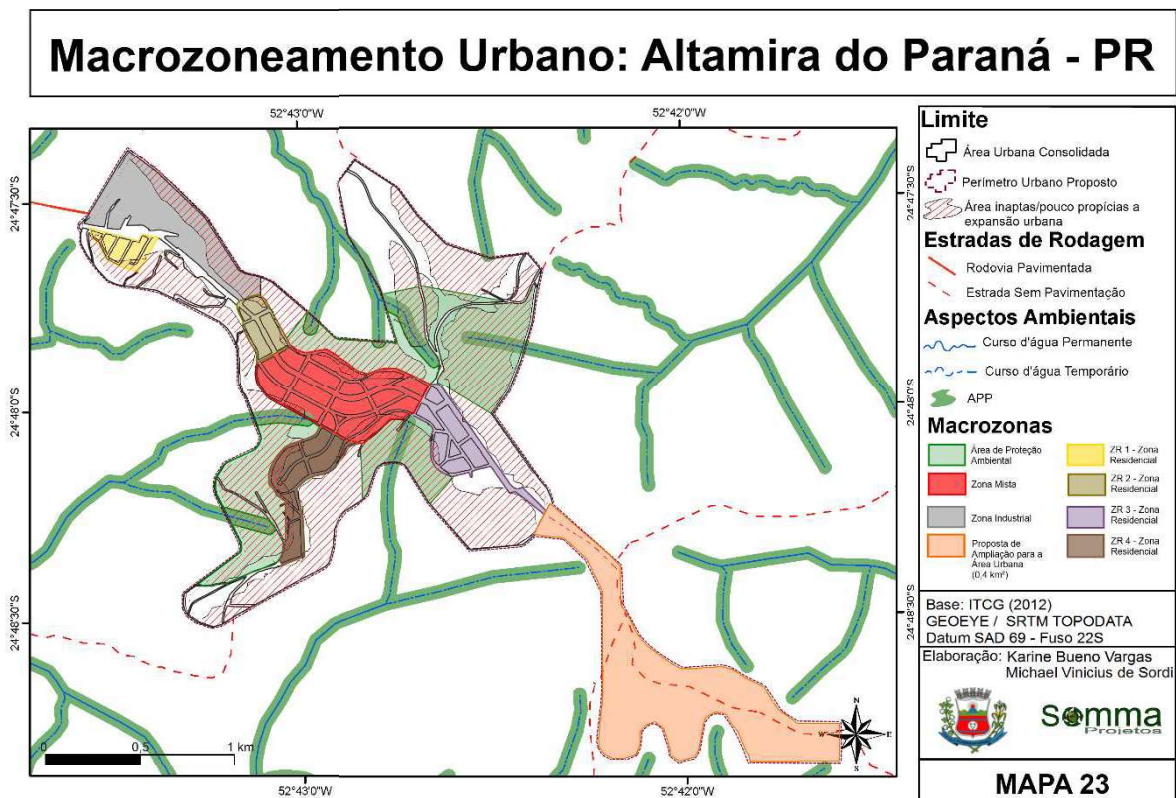 Macrozoneamento Urbano: Altamira do Paraná - PR
52°43'0"W
52°42'0"W
24°47'30"S
24°48'0"S
24°48'30"S
24°47'30"S
24°48'0"S
24°48'30"S
0
0,5
1 km
N
W
E
S
52°43'0"W
52°42'0"W
Limite
Área Urbana Consolidada
Perímetro Urbano Proposto
Área inaptas/pouco propícias a
expansão urbana
Estradas de Rodagem
Rodovia Pavimentada
Estrada Sem Pavimentação
Aspectos Ambientais
Curso d'água Permanente
Curso d'água Temporário
APP
Macrozonas
Área de Proteção
Ambiental
Zona Mista
Zona Industrial
Proposta de
Ampliação para a
Área Urbana
(0,4 km²)
ZR 1 - Zona
Residencial
ZR 2 - Zona
Residencial
ZR 3 - Zona
Residencial
ZR 4 - Zona
Residencial
Base: ITCG (2012)
GEOEYE / SRTM TOPODATA
Datum SAD 69 - Fuso 22S
Elaboração: Karine Bueno Vargas
Michael Vinicius de Sordi
Somma
Projetos
MAPA 23